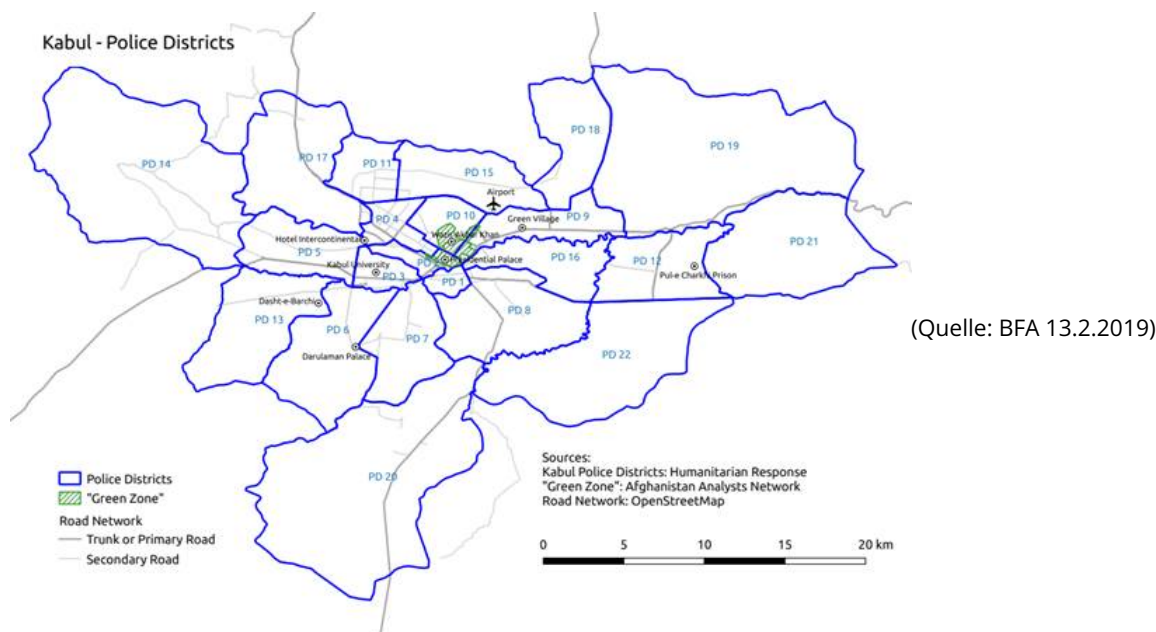 Kabul - Police Districts
PD 18
PD 19
PD 14
PD 17
PD 11
PD 15
Airport
PD 4
PD 10
Green Village
PD 9
Hotel Intercontinental
PD 5
Presidential Palace
PD 16
PD 12
PD 21
Kabul University
PD 3
PD 1
Pul-e Charkhi Prison
Dasht-e-Barchi
PD 13
PD 6
PD 7
PD 8
Darulaman Palace
PD 22
(Quelle: BFA 13.2.2019)
PD 20
Police Districts
"Green Zone"
Road Network
Trunk or Primary Road
Secondary Road
Sources:
Kabul Police Districts: Humanitarian Response
"Green Zone": Afghanistan Analysts Network
Road Network: OpenStreetMap
0 5 10 15 20 km